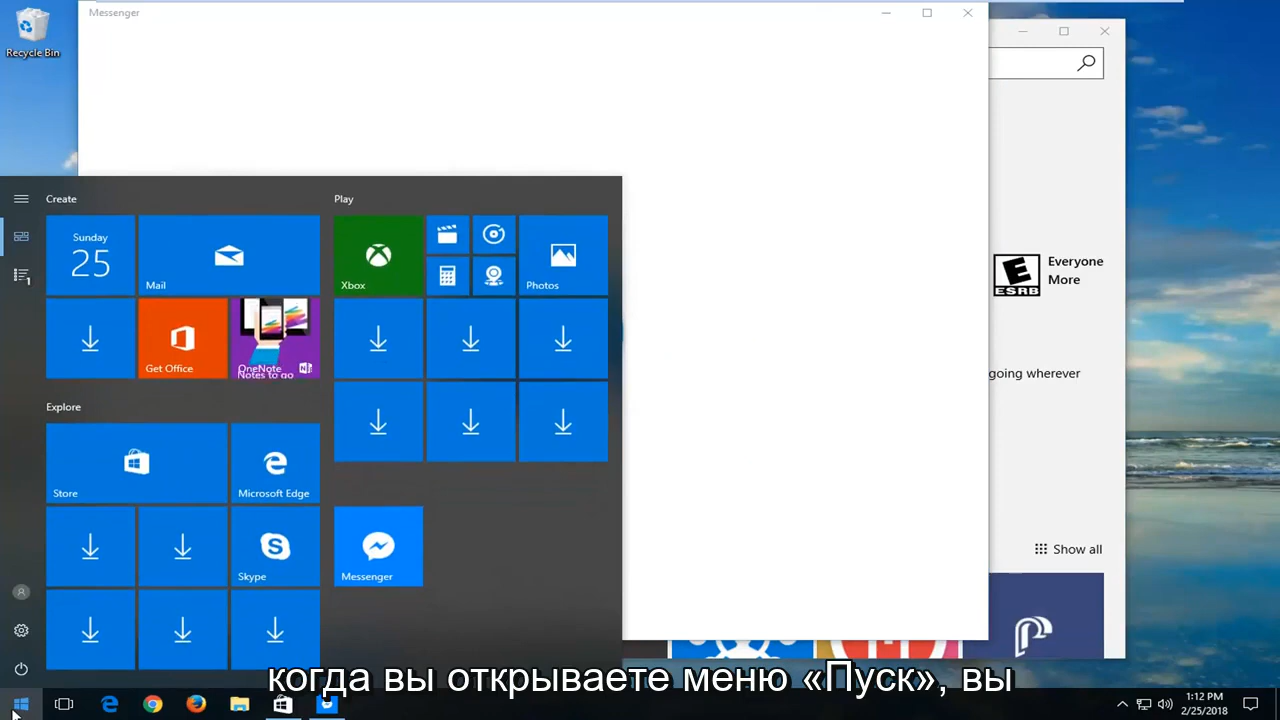 Messenger
Recycle Bin
Create
Play
Sunday
25
Mail
Xbox
Photos
Get Office
OneNote
Notes to go
Explore
Store
Microsoft Edge
Skype
Messenger
1
E
ESRB
Everyone
More
going wherever
Show all
когда вы открываете меню «Пуск», вы
1:12 PM
2/25/2018